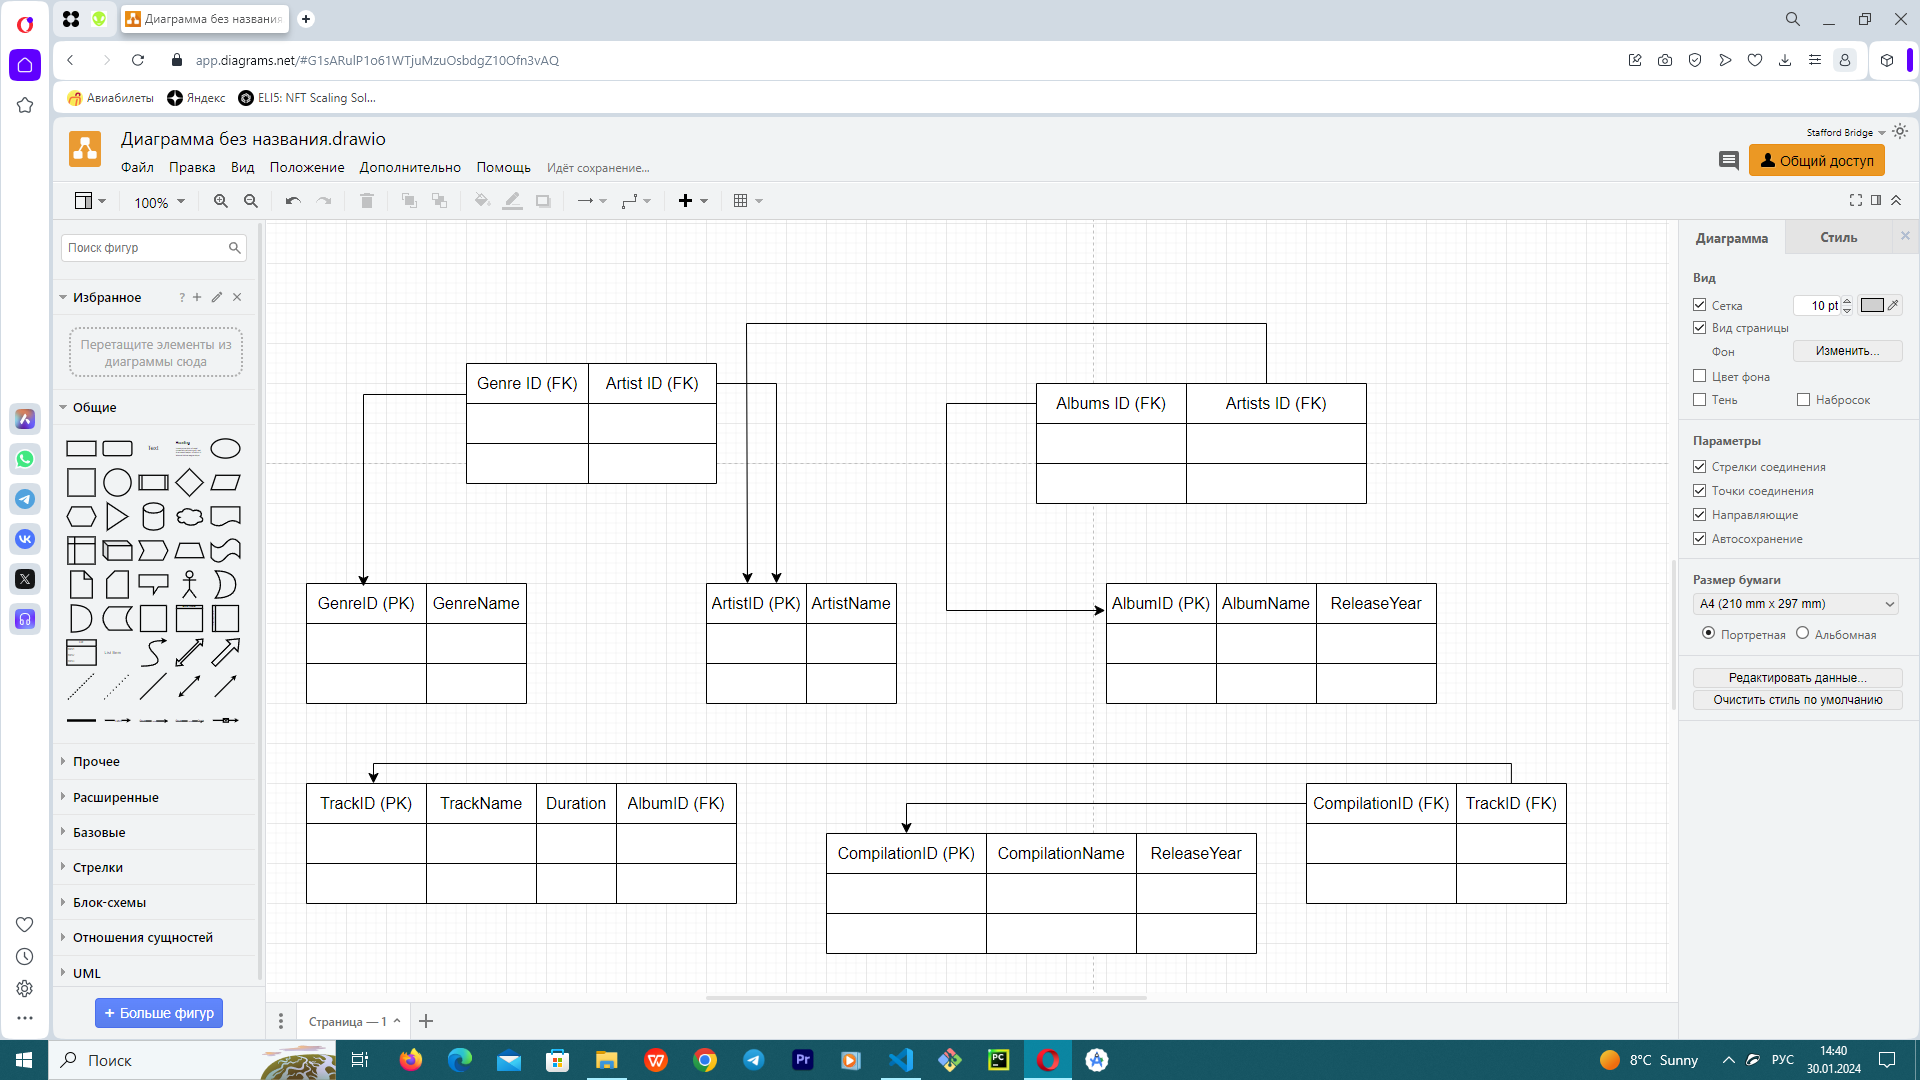 Диаграмма без названия
app.diagrams.net/#G1sARulP1o61WTjuMzuOsbdgZ10Ofn3vAQ
Авиабилеты
Яндекс
ELI5: NFT Scaling Sol...
Диаграмма без названия.drawio
Stafford Bridge
Файл Правка Вид Положение Дополнительно Помощь Идёт сохранение...
Общий доступ
100%
Поиск фигур
Избранное
?
Перетащите элементы из
диаграммы сюда
Общие
Text
Heading
List Item
Прочее
Расширенные
Базовые
Стрелки
Блок-схемы
Отношения сущностей
UML
+ Больше фигур
Genre ID (FK) Artist ID (FK)
Albums ID (FK) Artists ID (FK)
GenreID (PK) GenreName
ArtistID (PK) ArtistName
AlbumID (PK) AlbumName ReleaseYear
TrackID (PK) TrackName Duration AlbumID (FK)
CompilationID (FK) TrackID (FK)
CompilationID (PK) CompilationName ReleaseYear
Страница — 1
Диаграмма Стиль
Вид
Сетка 10 pt
Вид страницы
Фон Изменить...
Цвет фона
Тень Набросок
Параметры
Стрелки соединения
Точки соединения
Направляющие
Автосохранение
Размер бумаги
A4 (210 mm x 297 mm)
Портретная Альбомная
Редактировать данные...
Очистить стиль по умолчанию
Поиск
Pr
PC
8°C Sunny
РУС
14:40
30.01.2024